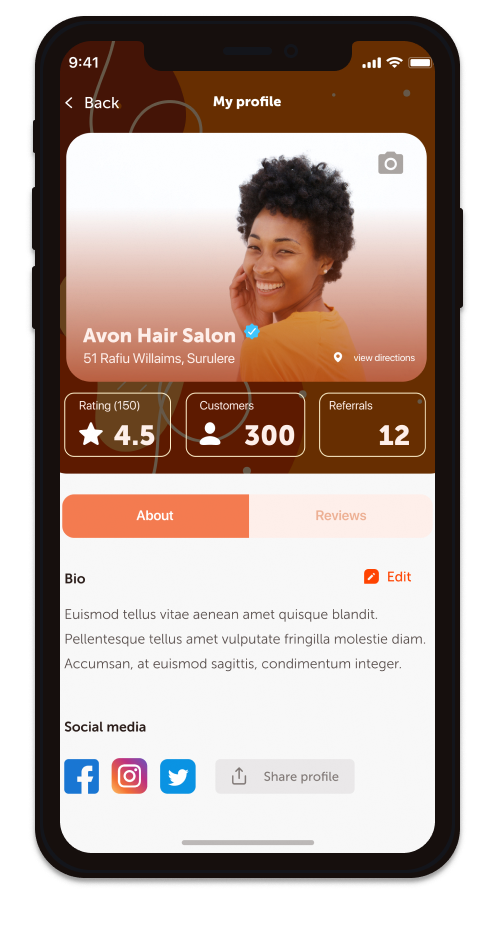 9:41
Back
My profile
Avon Hair Salon
51 Rafiu Willaims, Surulere
view directions
Rating (150)
4.5
Customers
300
Referrals
12
About
Reviews
Bio
Edit
Euismod tellus vitae aenean amet quisque blandit.
Pellentesque tellus amet vulputate fringilla molestie diam.
Accumsan, at euismod sagittis, condimentum integer.
Social media
Share profile